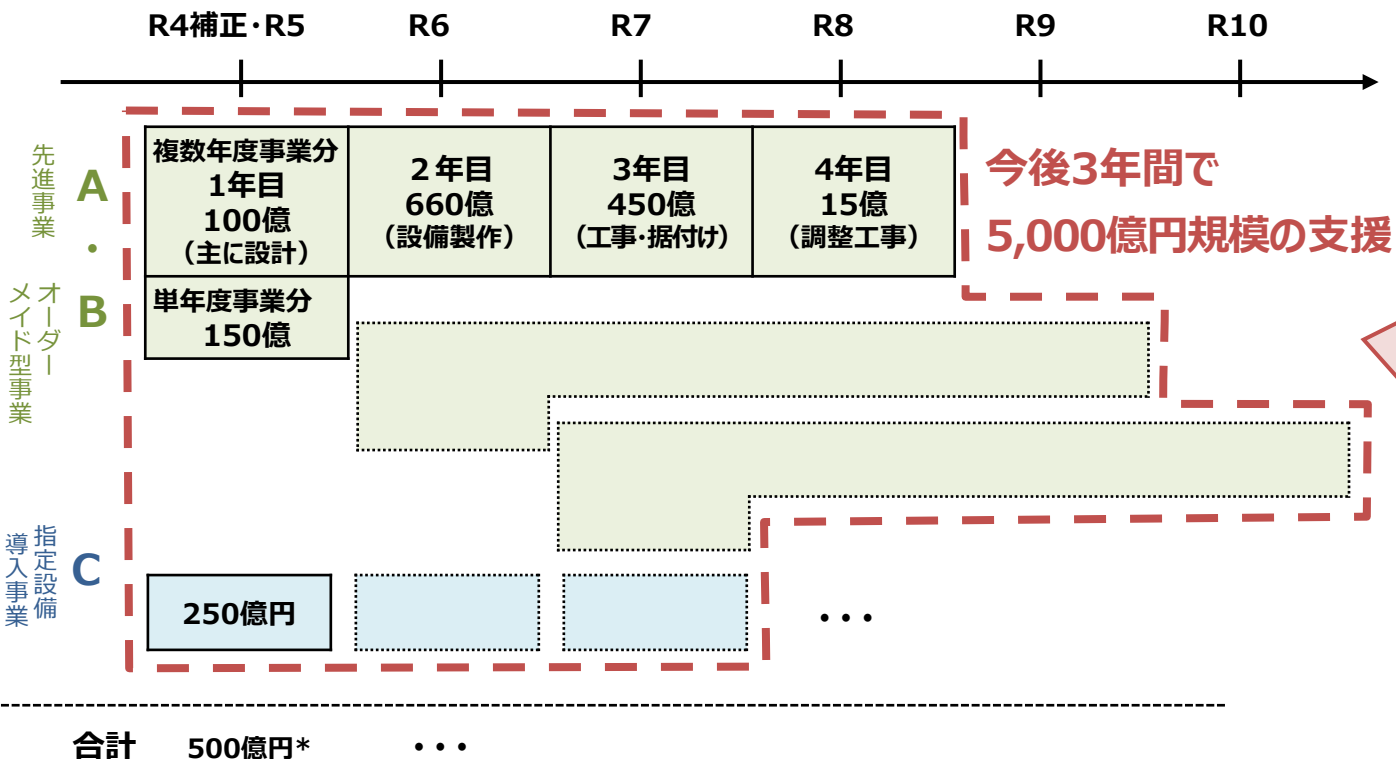 R4補正・R5
R6
R7
R8
R9
R10
先進事業
A
・
B
オーダー
メイド型事業
複数年度事業分
1年目
100億
（主に設計）
２年目
660億
（設備製作）
3年目
450億
（工事・据付け）
4年目
15億
（調整工事）
今後3年間で
5,000億円規模の支援
単年度事業分
150億
指定設備
導入事業
C
250億円
・・・
合計
500億円*
・・・